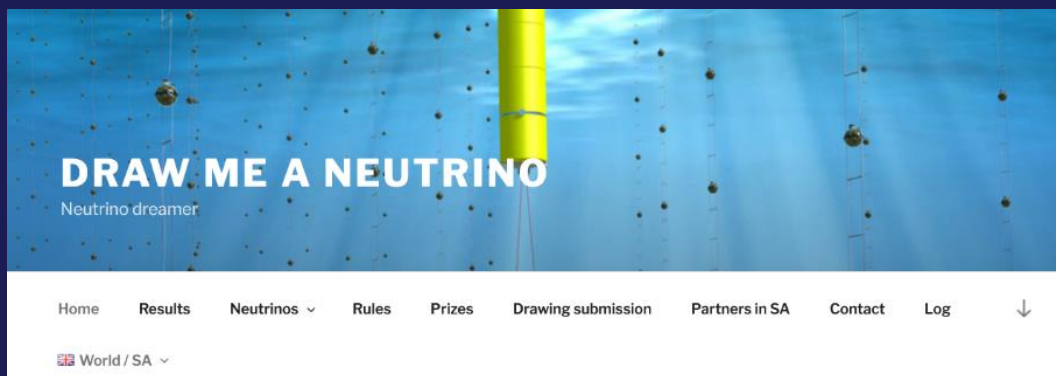 DRAW ME A NEUTRINO
Neutrino dreamer
Home Results Neutrinos Rules Prizes Drawing submission Partners in SA Contact Log
World / SA